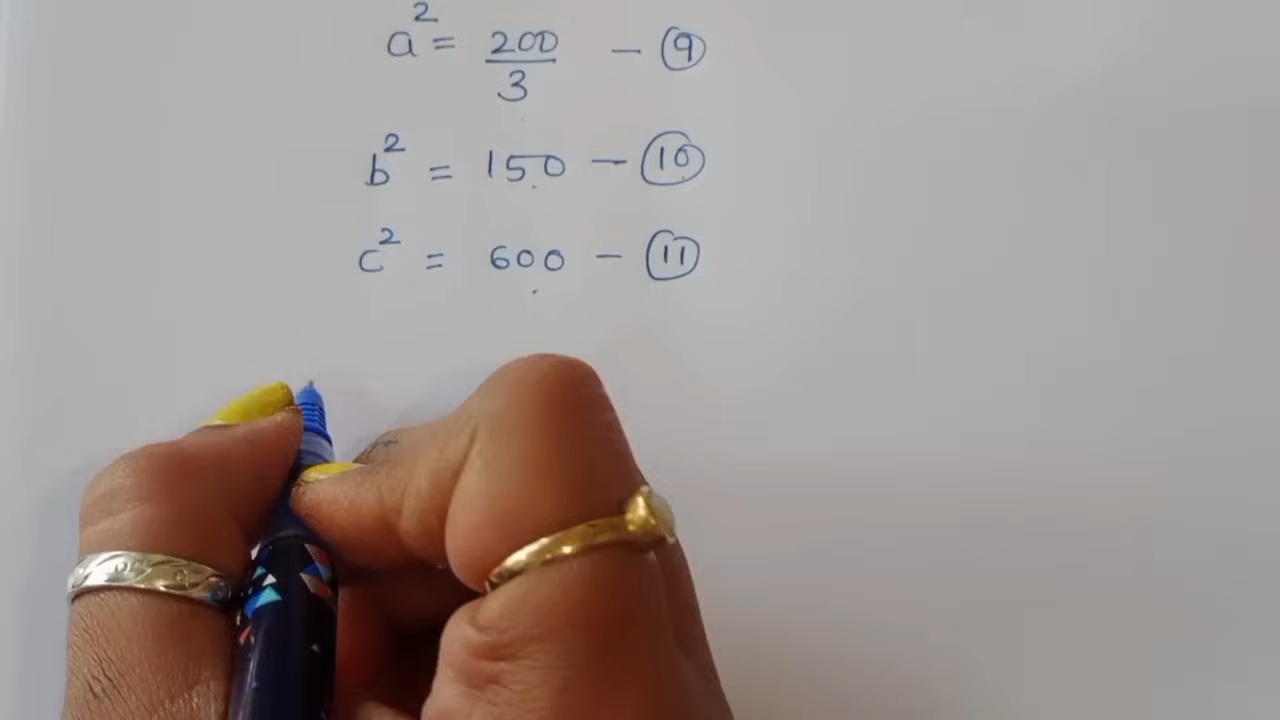 a² = 200/3 — ⑨
b² = 150 — ⑩
c² = 600 — ⑪